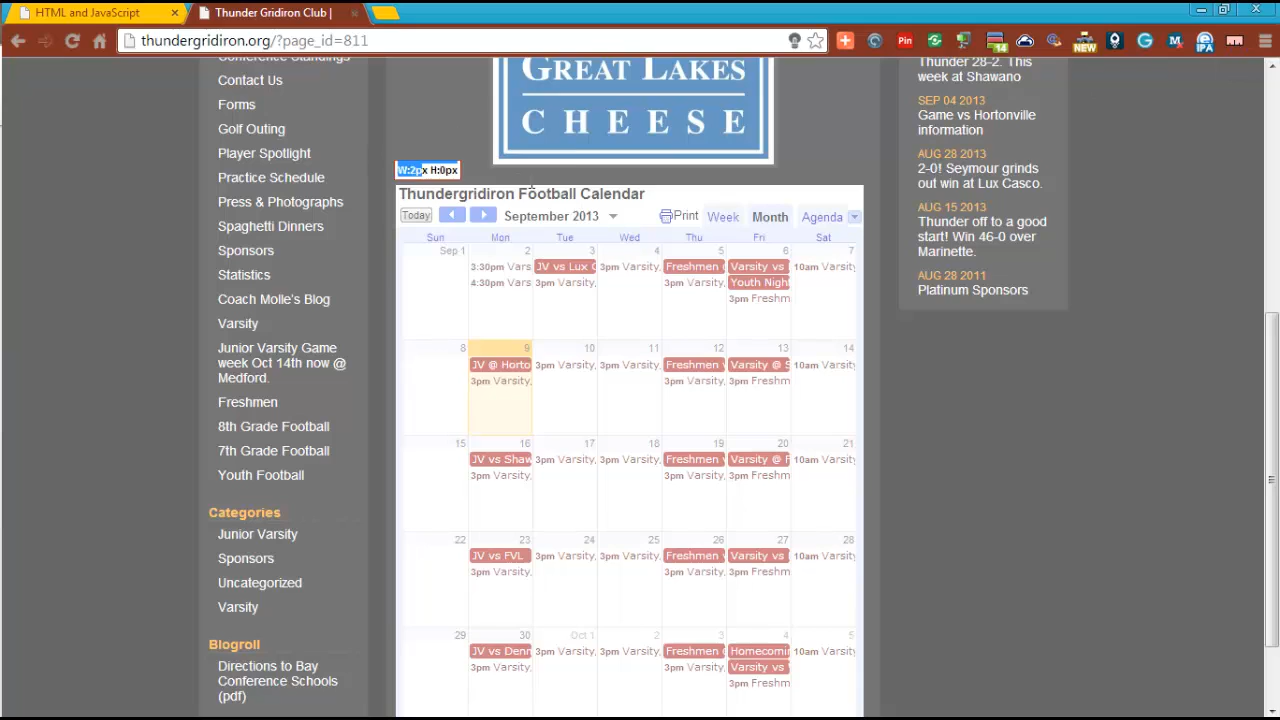 HTML and JavaScript
Thunder Gridiron Club |
thundergridiron.org/?page_id=811
Pin
14
NEW
iPA
Conference Standings
Contact Us
Forms
Golf Outing
Player Spotlight
Practice Schedule
Press & Photographs
Spaghetti Dinners
Sponsors
Statistics
Coach Molle's Blog
Varsity
Junior Varsity Game
week Oct 14th now @
Medford.
Freshmen
8th Grade Football
7th Grade Football
Youth Football
Categories
Junior Varsity
Sponsors
Uncategorized
Varsity
Blogroll
Directions to Bay
Conference Schools
(pdf)
GREAT LAKES
CHEESE
W:2px H:0px
Thundergridiron Football Calendar
Today
September 2013
Print Week Month Agenda
Sun Mon Tue Wed Thu Fri Sat
Sep 1 2 3 4 5 6 7
3:30pm Vars JV vs Lux 3pm Varsity, Freshmen Varsity vs 10am Varsity
4:30pm Vars 3pm Varsity, 3pm Varsity, Youth Night
3pm Freshm
8 9 10 11 12 13 14
JV @ Horto 3pm Varsity, 3pm Varsity, Freshmen Varsity @ 10am Varsity
3pm Varsity, 3pm Varsity, 3pm Freshm
15 16 17 18 19 20 21
JV vs Shaw 3pm Varsity, 3pm Varsity, Freshmen Varsity @ 10am Varsity
3pm Varsity, 3pm Varsity, 3pm Freshm
22 23 24 25 26 27 28
JV vs FVL 3pm Varsity, 3pm Varsity, Freshmen Varsity vs 10am Varsity
3pm Varsity, 3pm Varsity, 3pm Freshm
29 30 Oct 1 2 3 4 5
JV vs Denn 3pm Varsity, 3pm Varsity, Freshmen Homecomin 10am Varsity
3pm Varsity, 3pm Varsity, Varsity vs
3pm Freshm
Thunder 28-2. This
week at Shawano
SEP 04 2013
Game vs Hortonville
information
AUG 28 2013
2-0! Seymour grinds
out win at Lux Casco.
AUG 15 2013
Thunder off to a good
start! Win 46-0 over
Marinette.
AUG 28 2011
Platinum Sponsors